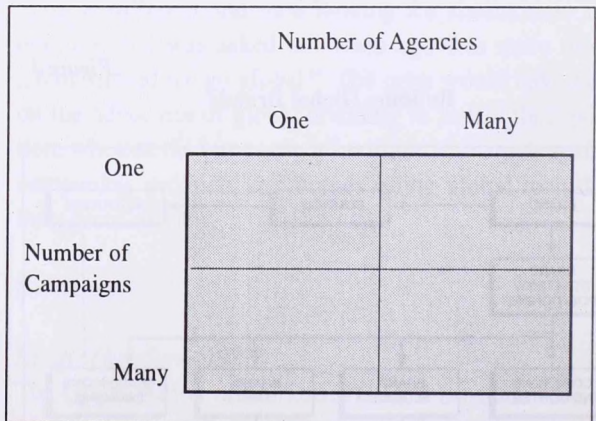 Number of Agencies
One Many
One
Number of
Campaigns
Many